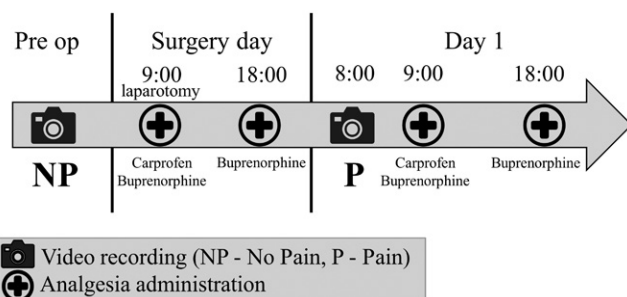 Pre op
Surgery day
Day 1
9:00
18:00
8:00
9:00
18:00
laparotomy
NP
Carprofen
Buprenorphine
Buprenorphine
P
Carprofen
Buprenorphine
Buprenorphine
Video recording (NP - No Pain, P - Pain)
Analgesia administration